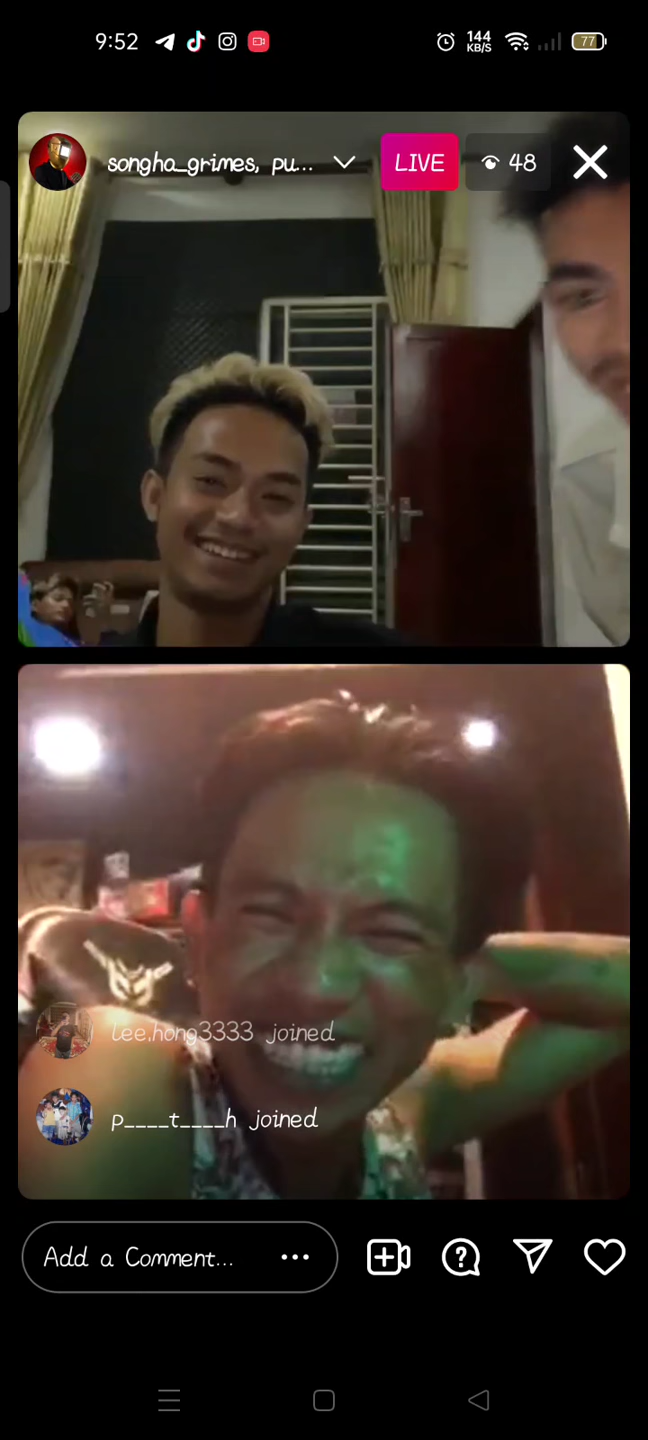 9:52
144
KB/S
77
songha_grimes, pu...
LIVE
48
lee.hong3333 joined
p____t____h joined
Add a Comment...